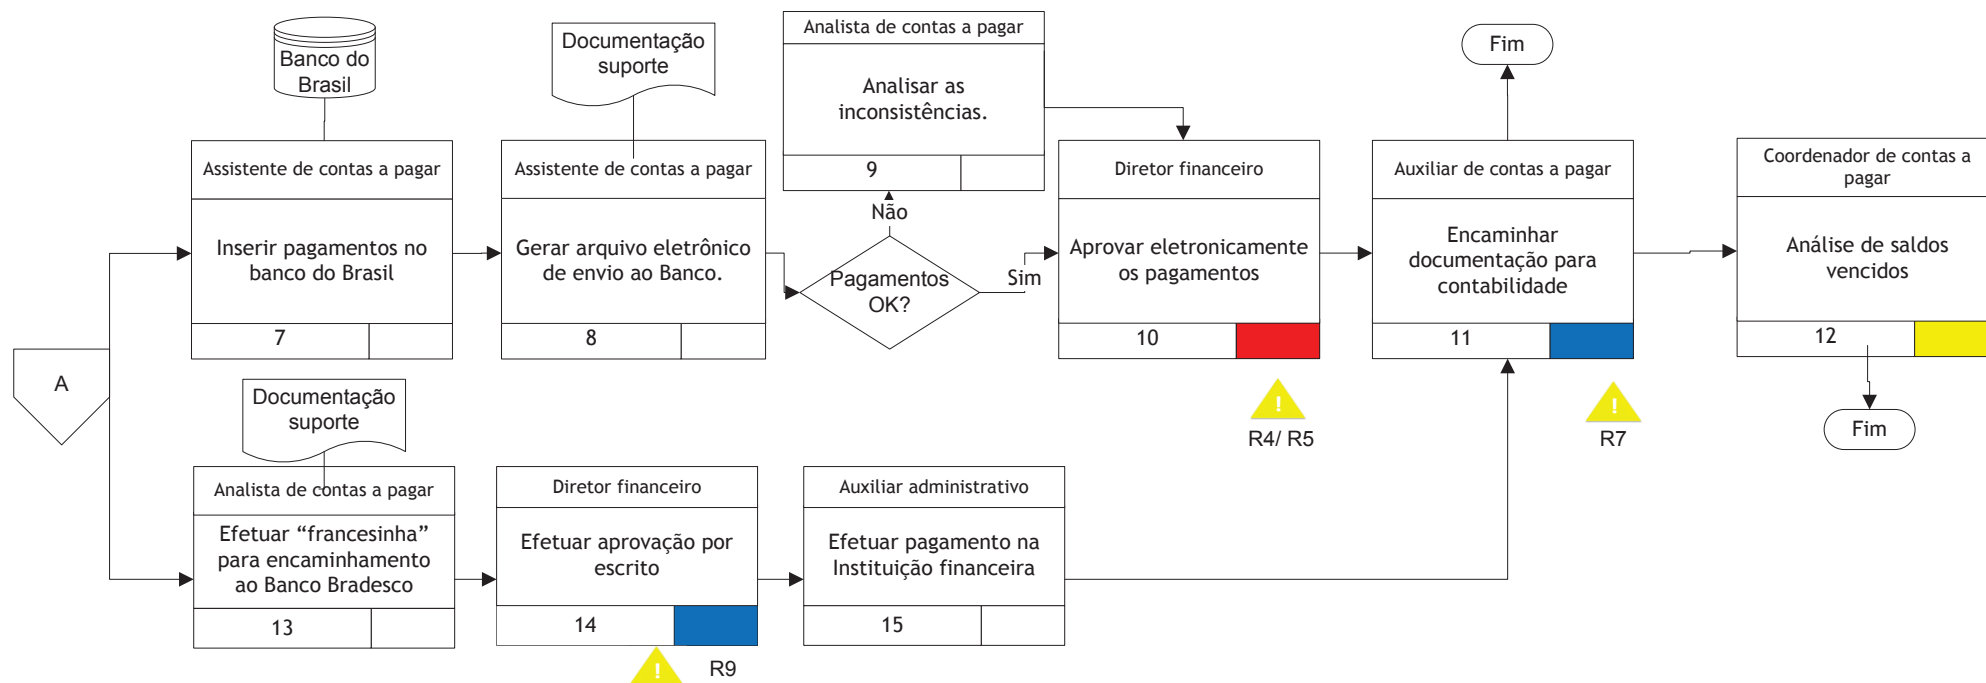 Banco do
Brasil
Assistente de contas a pagar
Inserir pagamentos no
banco do Brasil
7
Documentação
suporte
Assistente de contas a pagar
Gerar arquivo eletrônico
de envio ao Banco.
8
Analista de contas a pagar
Analisar as
inconsistências.
9
Não
Pagamentos
OK?
Sim
Diretor financeiro
Aprovar eletronicamente
os pagamentos
10
!
R4/ R5
Fim
Auxiliar de contas a pagar
Encaminhar
documentação para
contabilidade
11
!
R7
Coordenador de contas a
pagar
Análise de saldos
vencidos
12
Fim
A
Documentação
suporte
Analista de contas a pagar
Efetuar “francesinha”
para encaminhamento
ao Banco Bradesco
13
Diretor financeiro
Efetuar aprovação por
escrito
14
!
R9
Auxiliar administrativo
Efetuar pagamento na
Instituição financeira
15